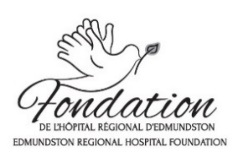 Fondation
DE L'HÔPITAL RÉGIONAL D'EDMUNDSTON
EDMUNDSTON REGIONAL HOSPITAL FOUNDATION